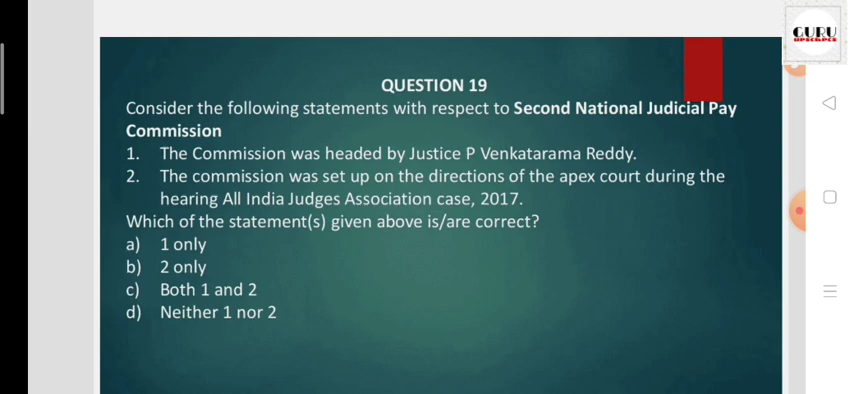 GURU
UPSC&PCS
QUESTION 19
Consider the following statements with respect to Second National Judicial Pay
Commission
1. The Commission was headed by Justice P Venkatarama Reddy.
2. The commission was set up on the directions of the apex court during the
hearing All India Judges Association case, 2017.
Which of the statement(s) given above is/are correct?
a) 1 only
b) 2 only
c) Both 1 and 2
d) Neither 1 nor 2